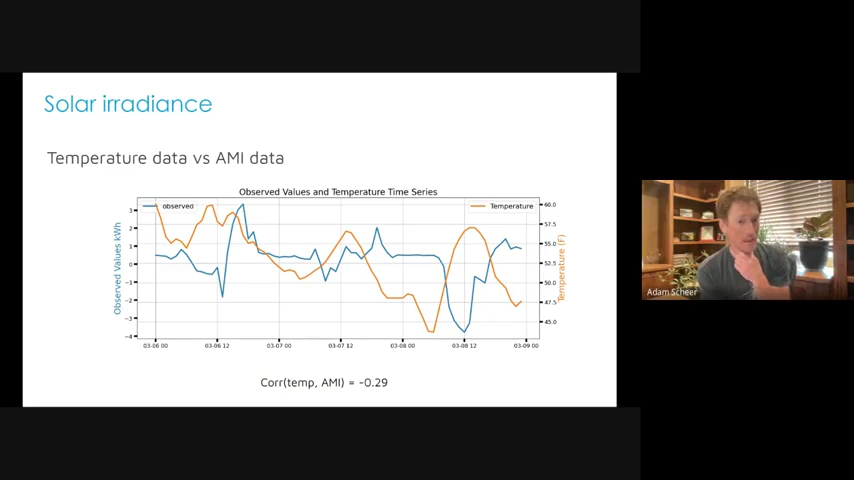 Solar irradiance
Temperature data vs AMI data
Observed Values and Temperature Time Series
observed
Temperature
3
2
1
0
−1
−2
−3
−4
Observed Values kWh
60.0
57.5
55.0
52.5
50.0
47.5
45.0
Temperature (F)
03-06 00
03-06 12
03-07 00
03-07 12
03-08 00
03-08 12
03-09 00
Corr(temp, AMI) = -0.29
Adam Scheer